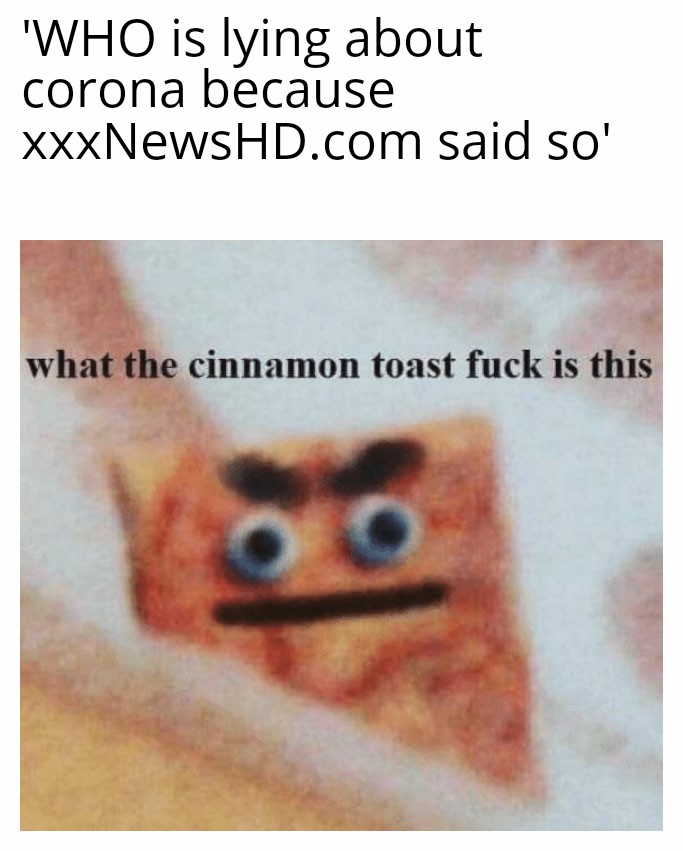 'WHO is lying about
corona because
xxxNewsHD.com said so'
what the cinnamon toast fuck is this